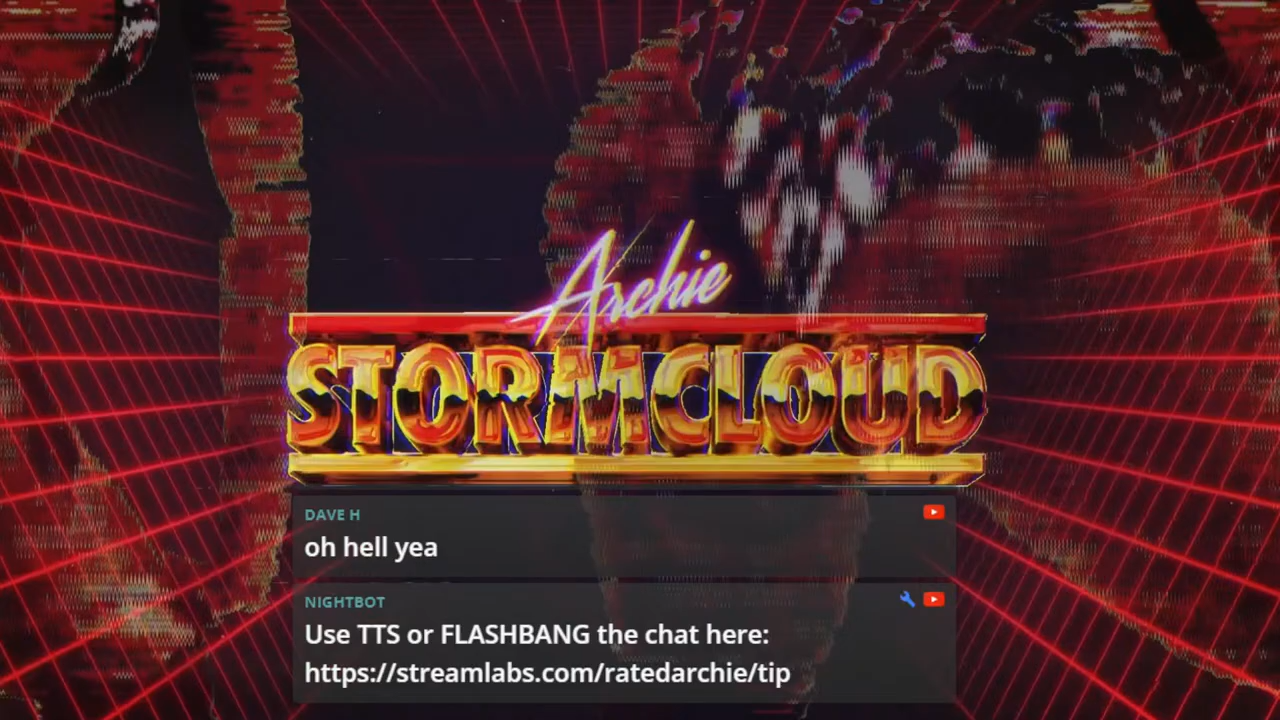 Archie
STORMCLOUD
DAVE H
oh hell yea
NIGHTBOT
Use TTS or FLASHBANG the chat here:
https://streamlabs.com/ratedarchie/tip